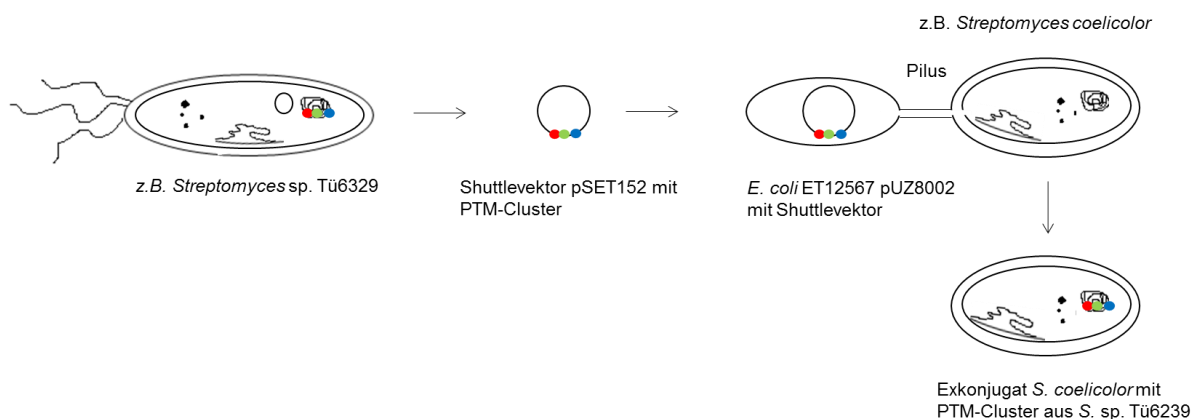 z.B. Streptomyces coelicolor
Pilus
z.B. Streptomyces sp. Tü6329
Shuttlevektor pSET152 mit
PTM-Cluster
E. coli ET12567 pUZ8002
mit Shuttlevektor
Exkonjugat S. coelicolor mit
PTM-Cluster aus S. sp. Tü6239